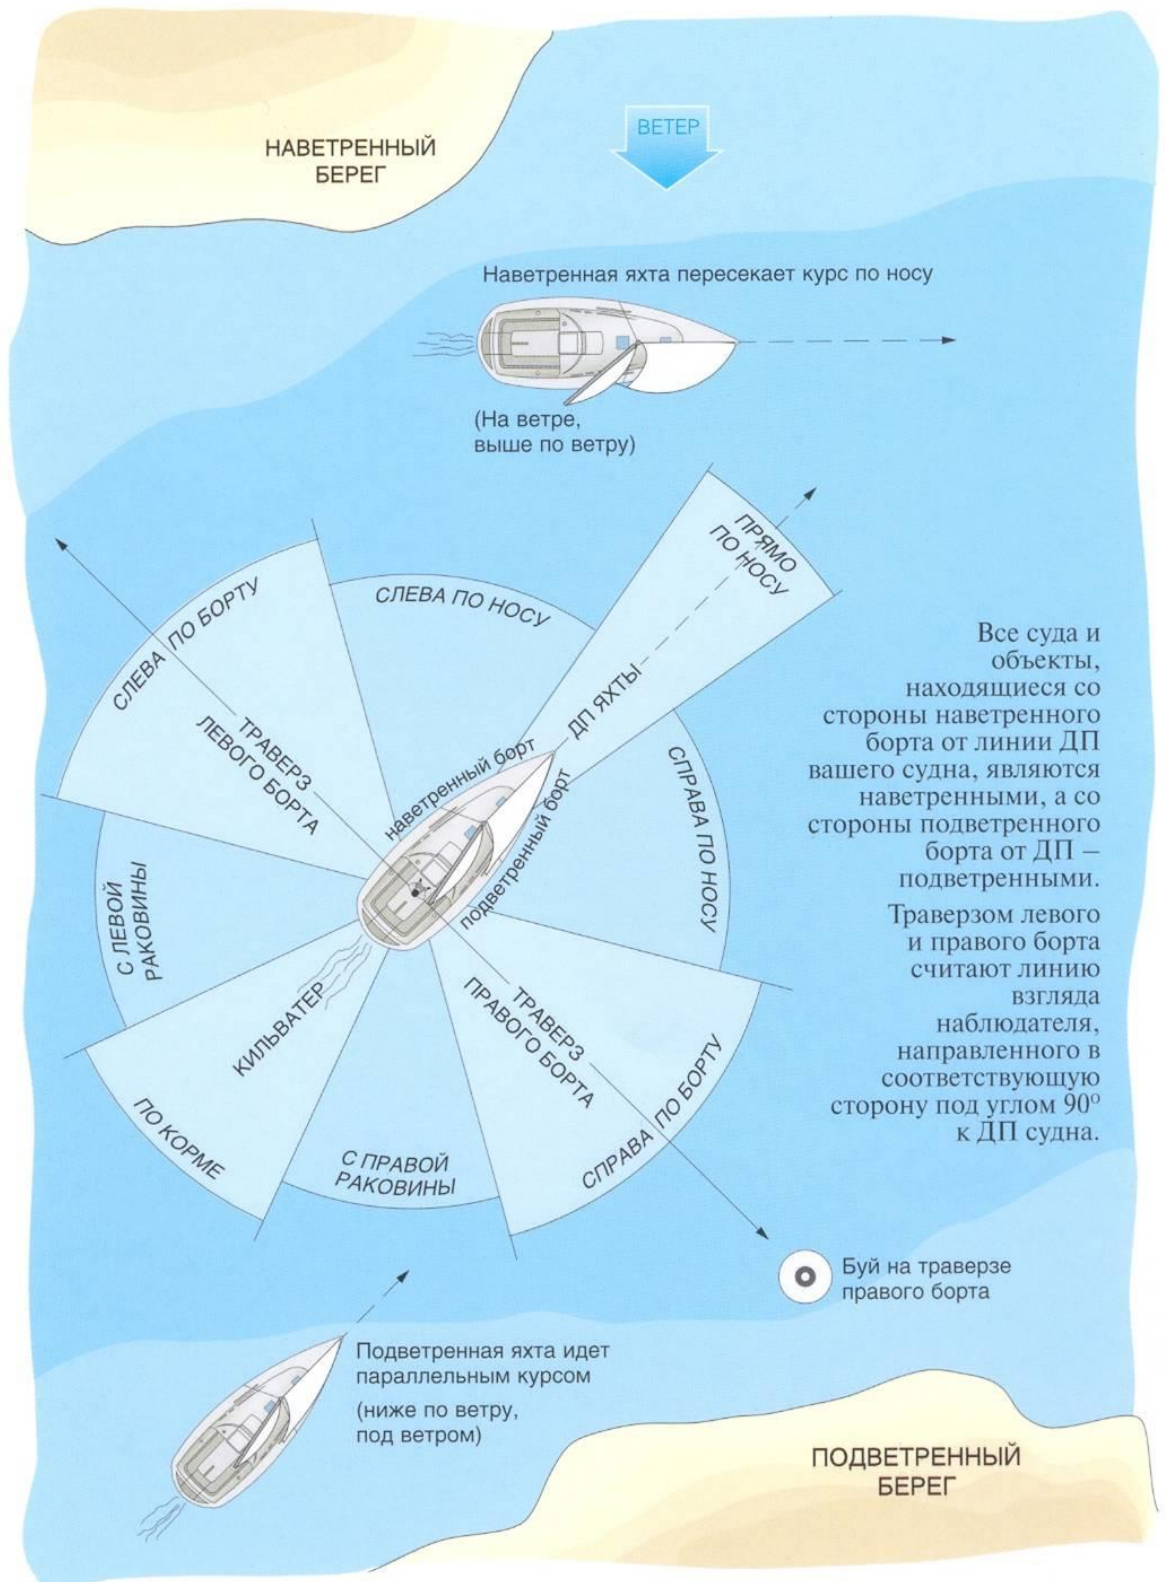 НАВЕТРЕННЫЙ
БЕРЕГ
ВЕТЕР
Наветренная яхта пересекает курс по носу
(На ветре,
выше по ветру)
ПРЯМО
ПО НОСУ
СЛЕВА ПО БОРТУ
СЛЕВА ПО НОСУ
ДП ЯХТЫ
ТРАВЕРЗ
ЛЕВОГО БОРТА
наветренный борт
подветренный борт
СПРАВА ПО НОСУ
Все суда и
объекты,
находящиеся со
стороны наветренного
борта от линии ДП
вашего судна, являются
наветренными, а со
стороны подветренного
борта от ДП –
подветренными.
Траверзом левого
и правого борта
считают линию
взгляда
наблюдателя,
направленного в
соответствующую
сторону под углом 90°
к ДП судна.
С ЛЕВОЙ
РАКОВИНЫ
КИЛЬВАТЕР
ТРАВЕРЗ
ПРАВОГО БОРТА
ПО КОРМЕ
С ПРАВОЙ
РАКОВИНЫ
СПРАВА ПО БОРТУ
Буй на траверзе
правого борта
Подветренная яхта идет
параллельным курсом
(ниже по ветру,
под ветром)
ПОДВЕТРЕННЫЙ
БЕРЕГ